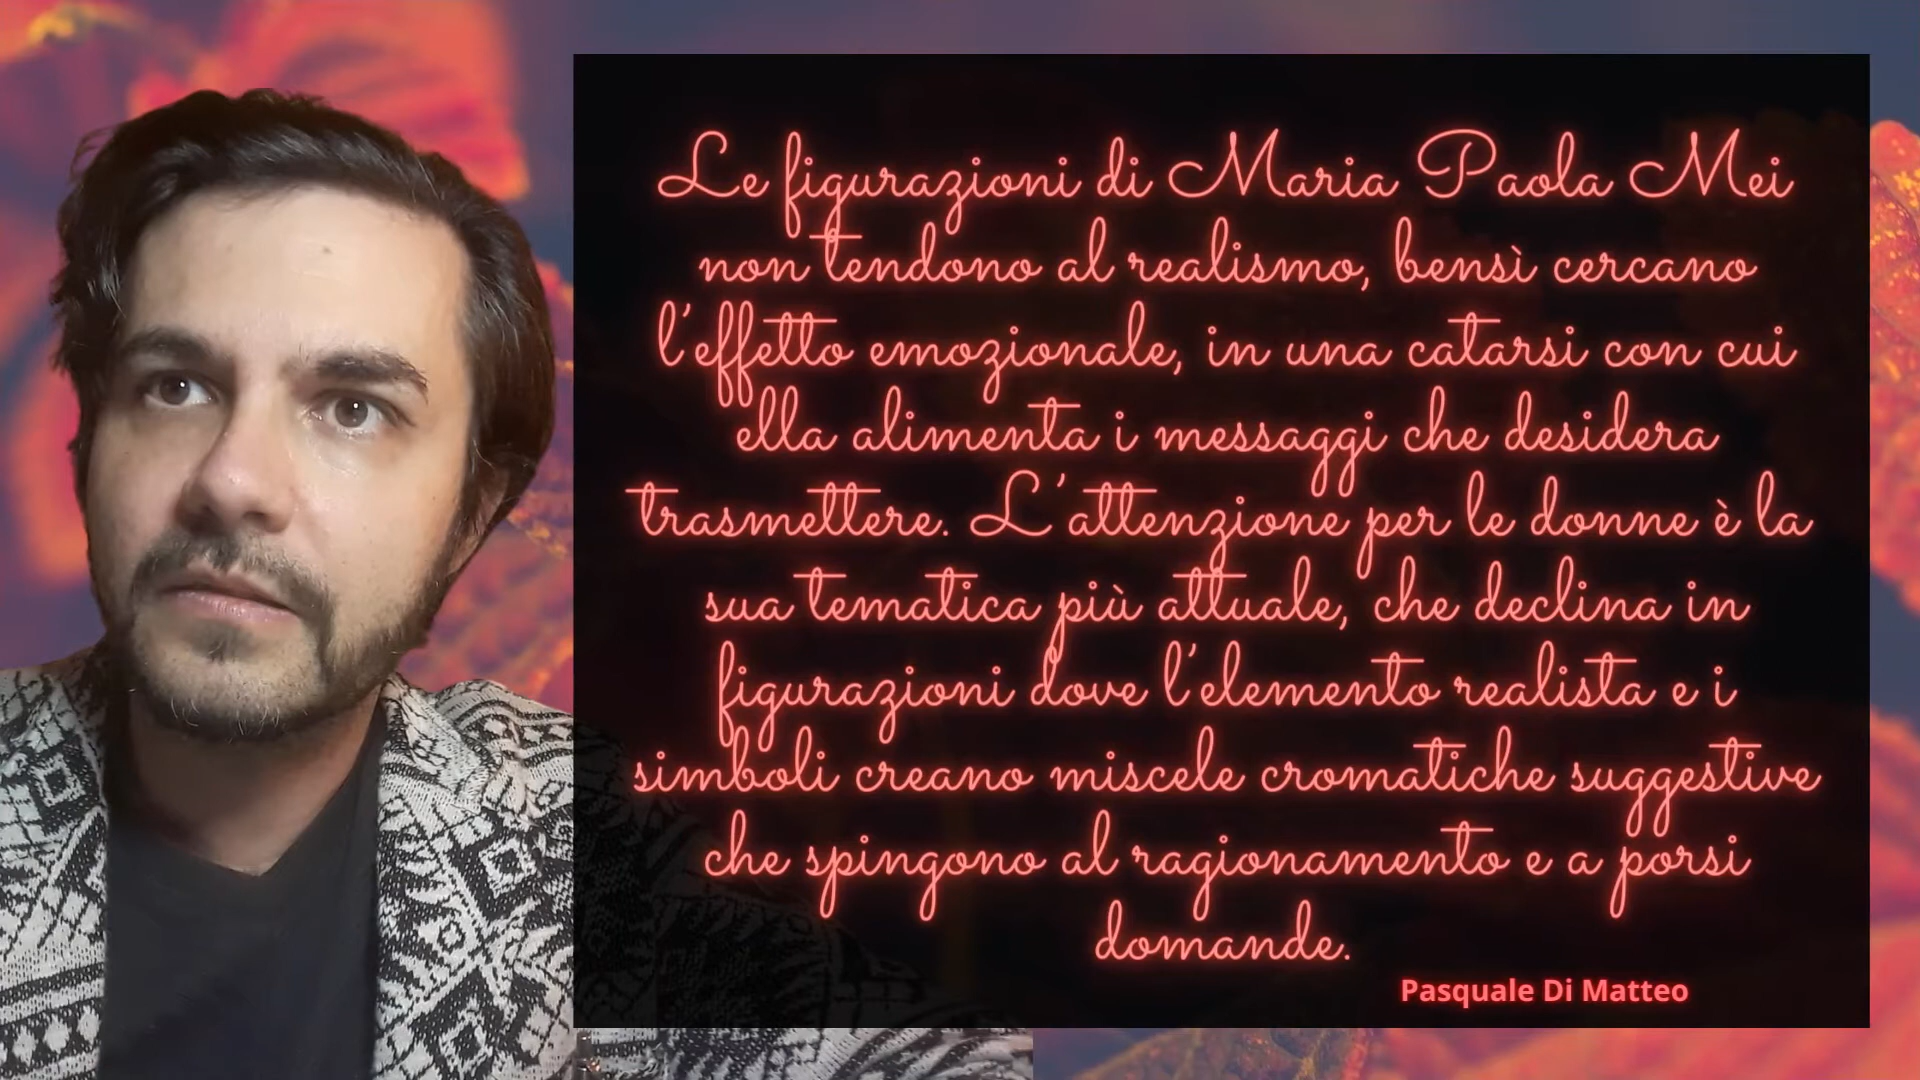 Le figurazioni di Maria Paola Mei
non tendono al realismo, bensì cercano
l'effetto emozionale, in una catarsi con cui
ella alimenta i messaggi che desidera
trasmettere. L'attenzione per le donne è la
sua tematica più attuale, che declina in
figurazioni dove l'elemento realista e i
simboli creano miscele cromatiche suggestive
che spingono al ragionamento e a porsi
domande.
Pasquale Di Matteo